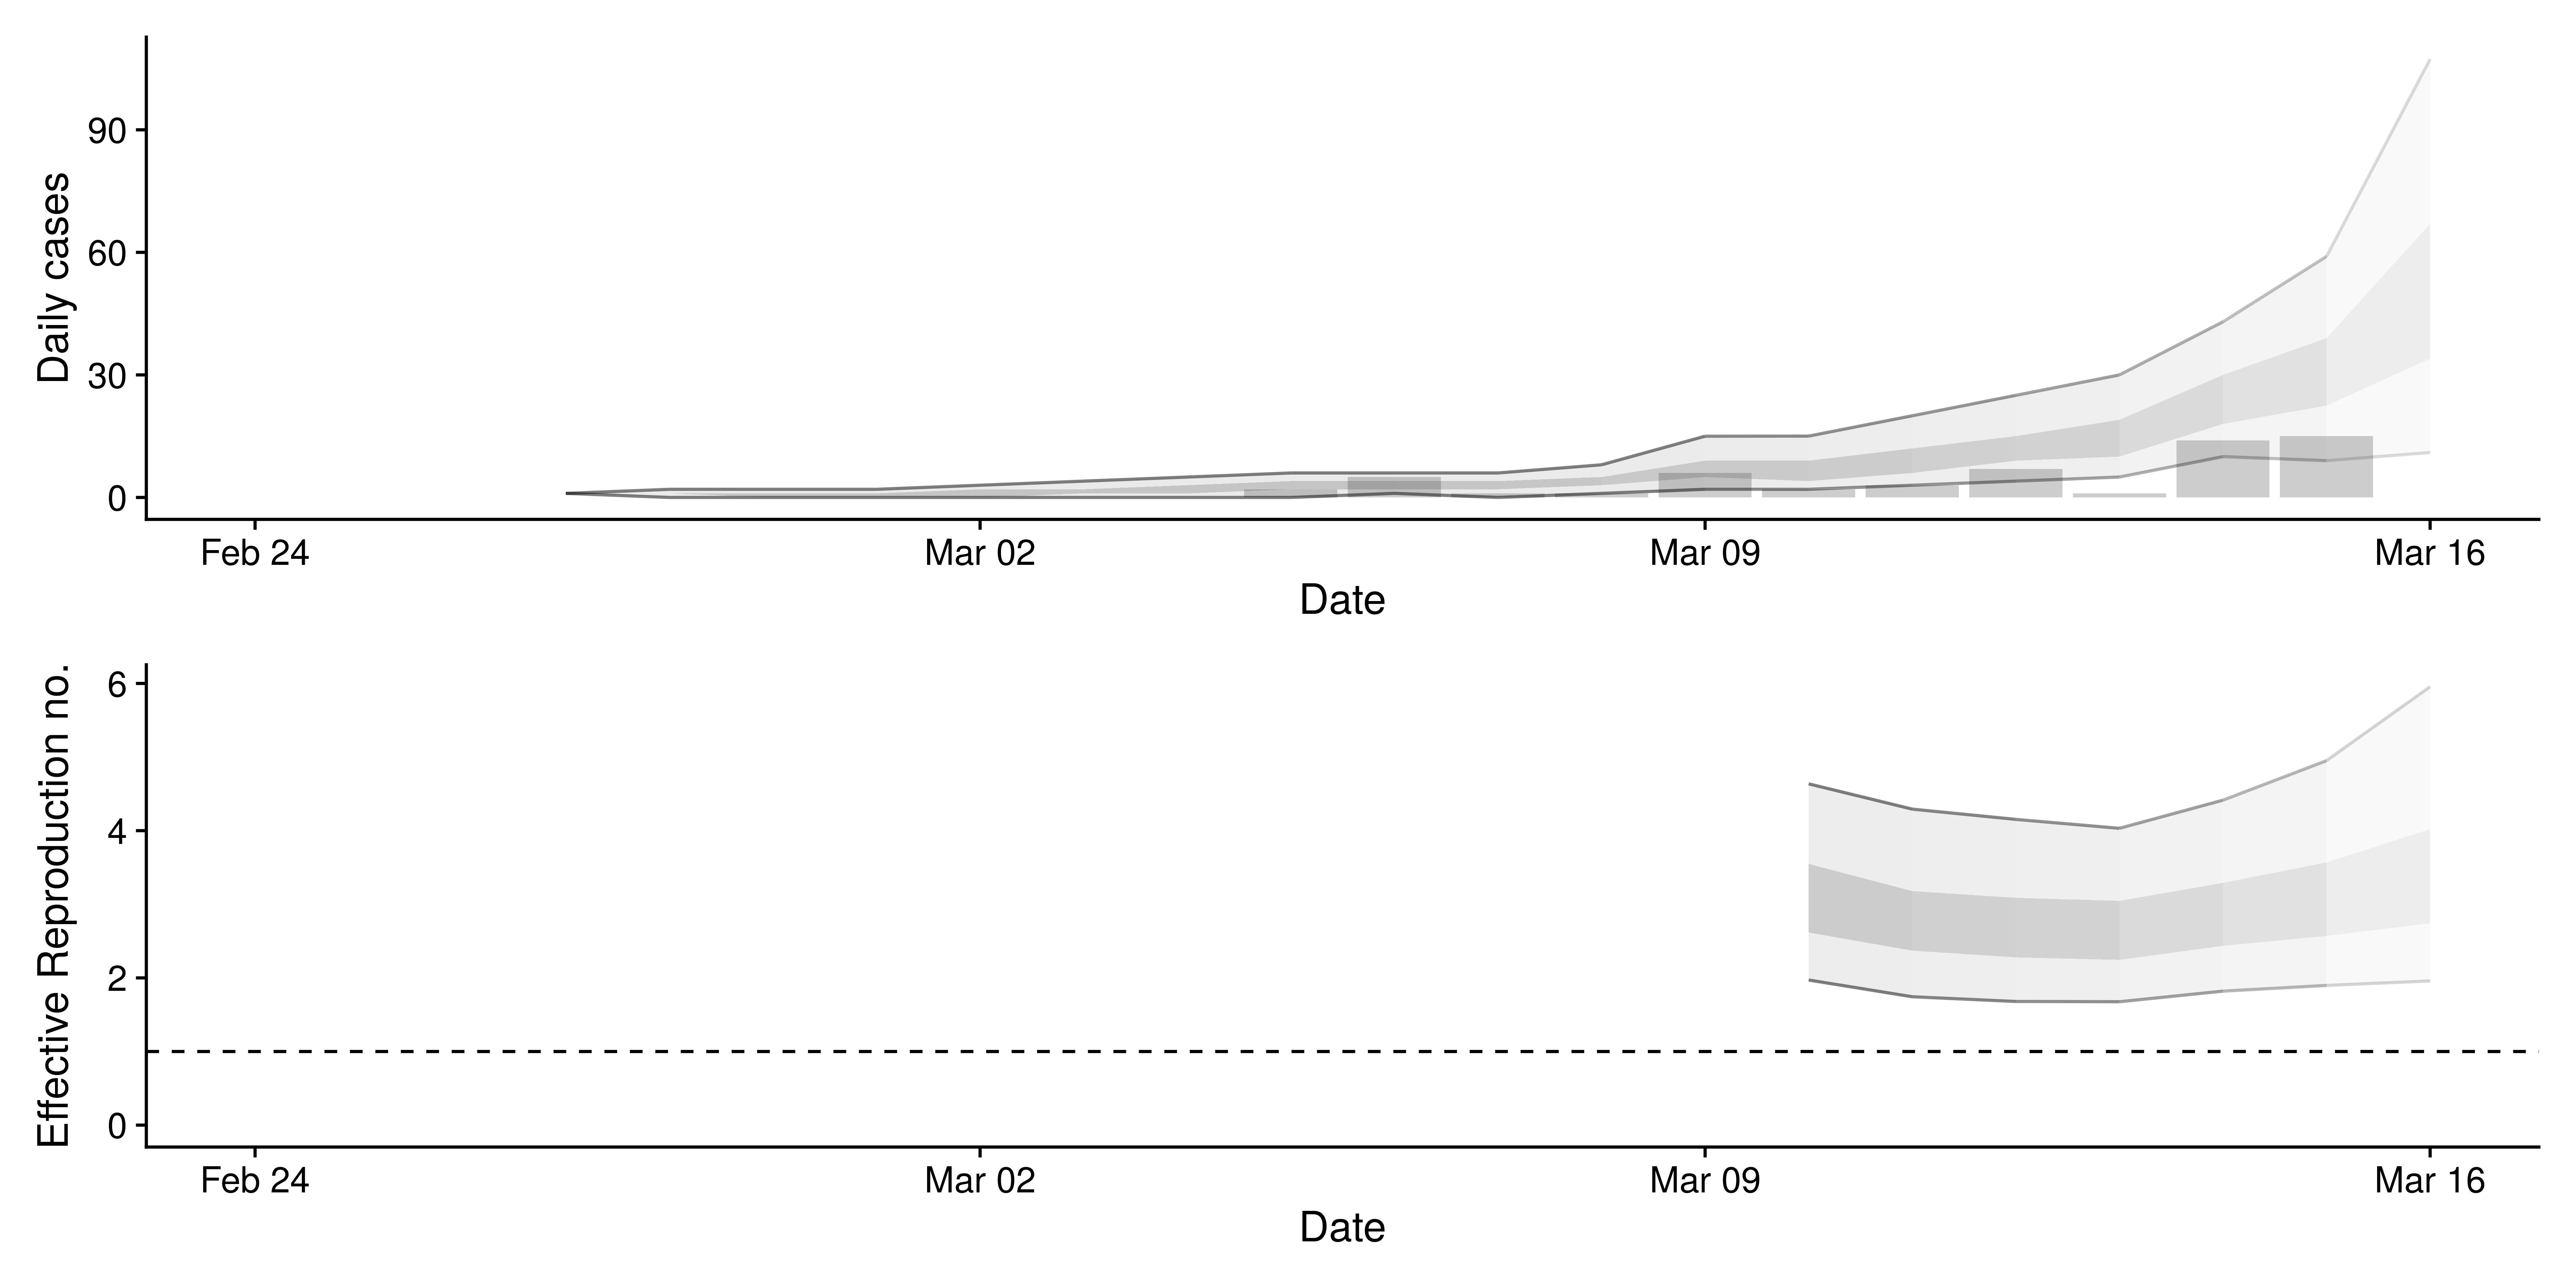 Daily cases
90
60
30
0
Feb 24 Mar 02 Mar 09 Mar 16
Date
Effective Reproduction no.
6
4
2
0
Feb 24 Mar 02 Mar 09 Mar 16
Date